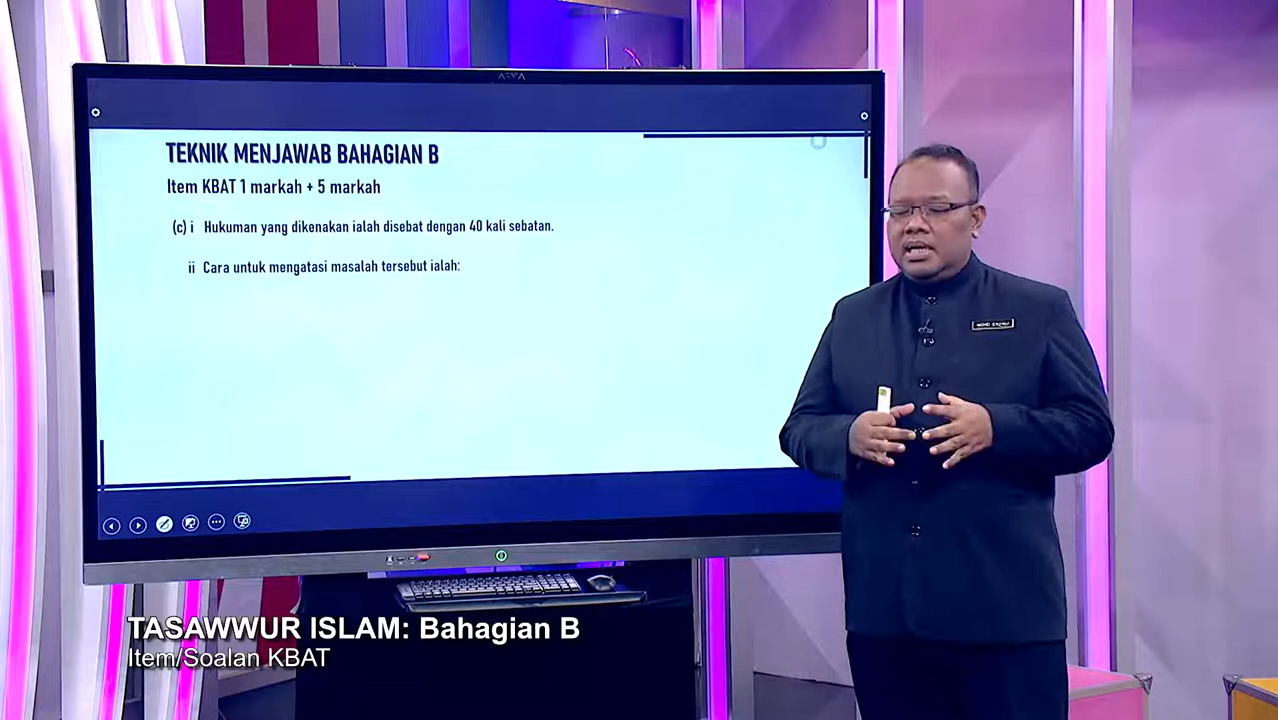 TEKNIK MENJAWAB BAHAGIAN B
Item KBAT 1 markah + 5 markah
(c) i Hukuman yang dikenakan ialah disebat dengan 40 kali sebatan.
ii Cara untuk mengatasi masalah tersebut ialah:
TASAWWUR ISLAM: Bahagian B
Item/Soalan KBAT